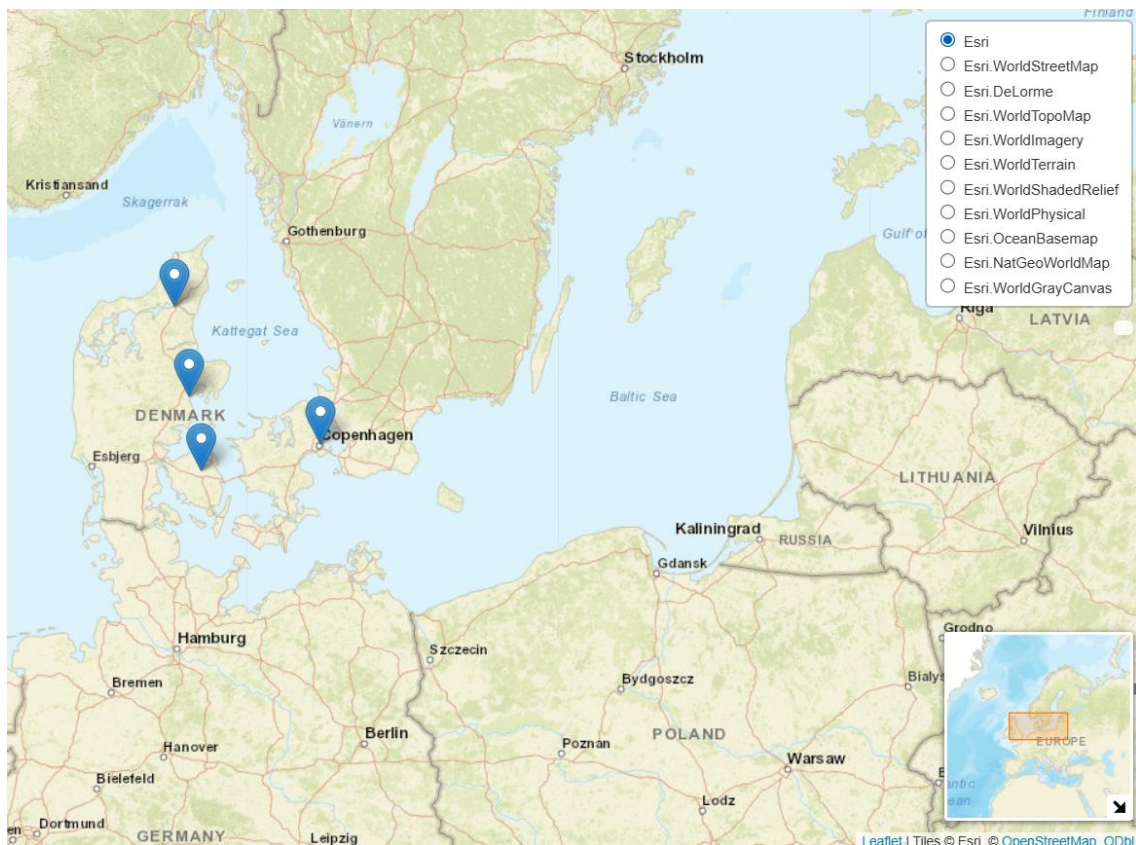 Finland
Esri
Stockholm
Esri.WorldStreetMap
Esri.DeLorme
Vänern
Esri.WorldTopoMap
Esri.WorldImagery
Esri.WorldTerrain
Kristiansand
Esri.WorldShadedRelief
Skagerrak
Esri.WorldPhysical
Gothenburg
Gulf of
Esri.OceanBasemap
Esri.NatGeoWorldMap
Esri.WorldGrayCanvas
Riga
LATVIA
Kattegat Sea
Baltic Sea
DENMARK
Copenhagen
Esbjerg
LITHUANIA
Kaliningrad
RUSSIA
Vilnius
Gdansk
Grodno
Hamburg
Szczecin
Bremen
Bydgoszcz
Bialys
Berlin
POLAND
EUROPE
Hanover
Poznan
Warsaw
Bielefeld
Lodz
Dortmund
GERMANY
Leipzig
Leaflet | Tiles © Esri, © OpenStreetMap, ODbl